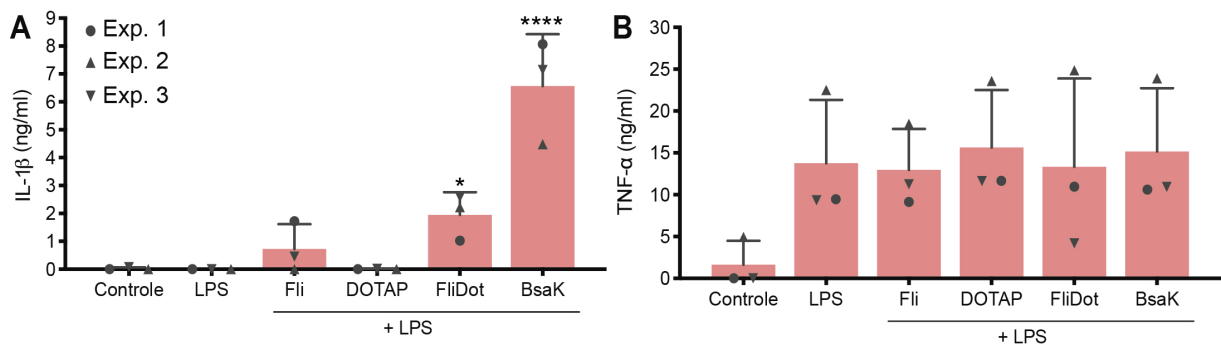 A
Exp. 1
Exp. 2
Exp. 3
IL-1β (ng/ml)
9
8
7
6
5
4
3
2
1
0
****
*
Controle LPS Fli DOTAP FliDot BsaK
+ LPS
B
TNF-α (ng/ml)
30
25
20
15
10
5
0
Controle LPS Fli DOTAP FliDot BsaK
+ LPS